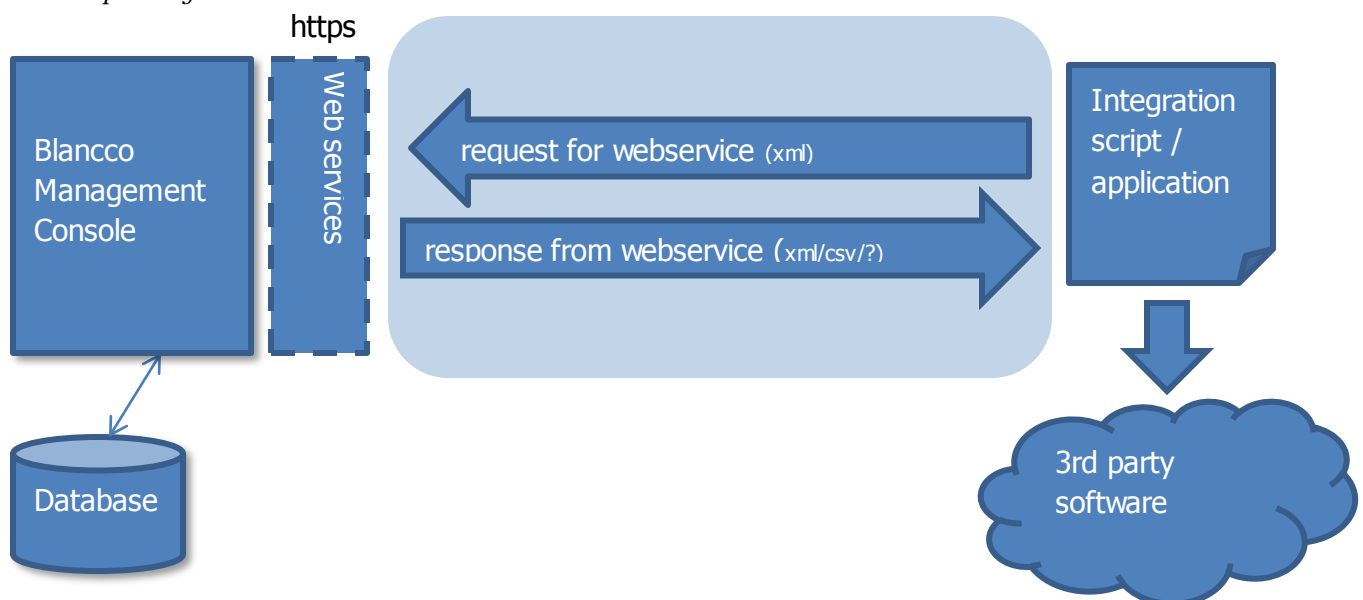 https
Blancco
Management
Console
Web services
request for webservice (xml)
response from webservice (xml/csv/?)
Integration
script /
application
Database
3rd party
software